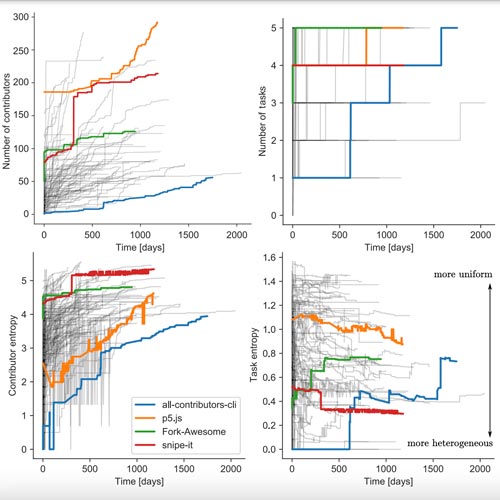 300
250
200
150
100
50
0
Number of contributors
0 500 1000 1500 2000
Time [days]
5
4
3
2
1
0
Number of tasks
0 500 1000 1500 2000
Time [days]
5
4
3
2
1
0
Contributor entropy
all-contributors-cli
p5.js
Fork-Awesome
snipe-it
0 500 1000 1500 2000
Time [days]
1.6
1.4
1.2
1.0
0.8
0.6
0.4
0.2
0.0
Task entropy
more uniform
more heterogeneous
0 500 1000 1500 2000
Time [days]